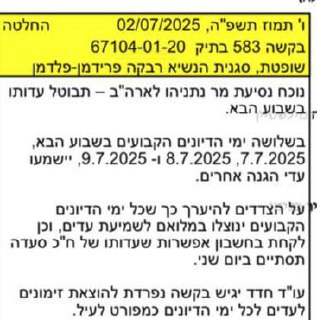 ו' תמוז תשפ"ה, 02/07/2025 החלטה
בקשה 583 בתיק 67104-01-20
שופטת, סגנית הנשיא רבקה פרידמן-פלדמן
נוכח נסיעת מר נתניהו לארה"ב – תבוטל עדותו
בשבוע הבא.
בשלושה ימי הדיונים הקבועים בשבוע הבא,
7.7.2025, 8.7.2025 ו- 9.7.2025, יישמעו
עדי הגנה אחרים.
על הצדדים להיערך כך שכל ימי הדיונים
הקבועים ינוצלו במלואם לשמיעת עדים, וכן
לקחת בחשבון אפשרות שעדותו של ח"כ סעדה
תסתיים ביום שני.
עו"ד חדד יגיש בקשה נפרדת להוצאת זימונים
לעדים לכל ימי הדיונים כמפורט לעיל.